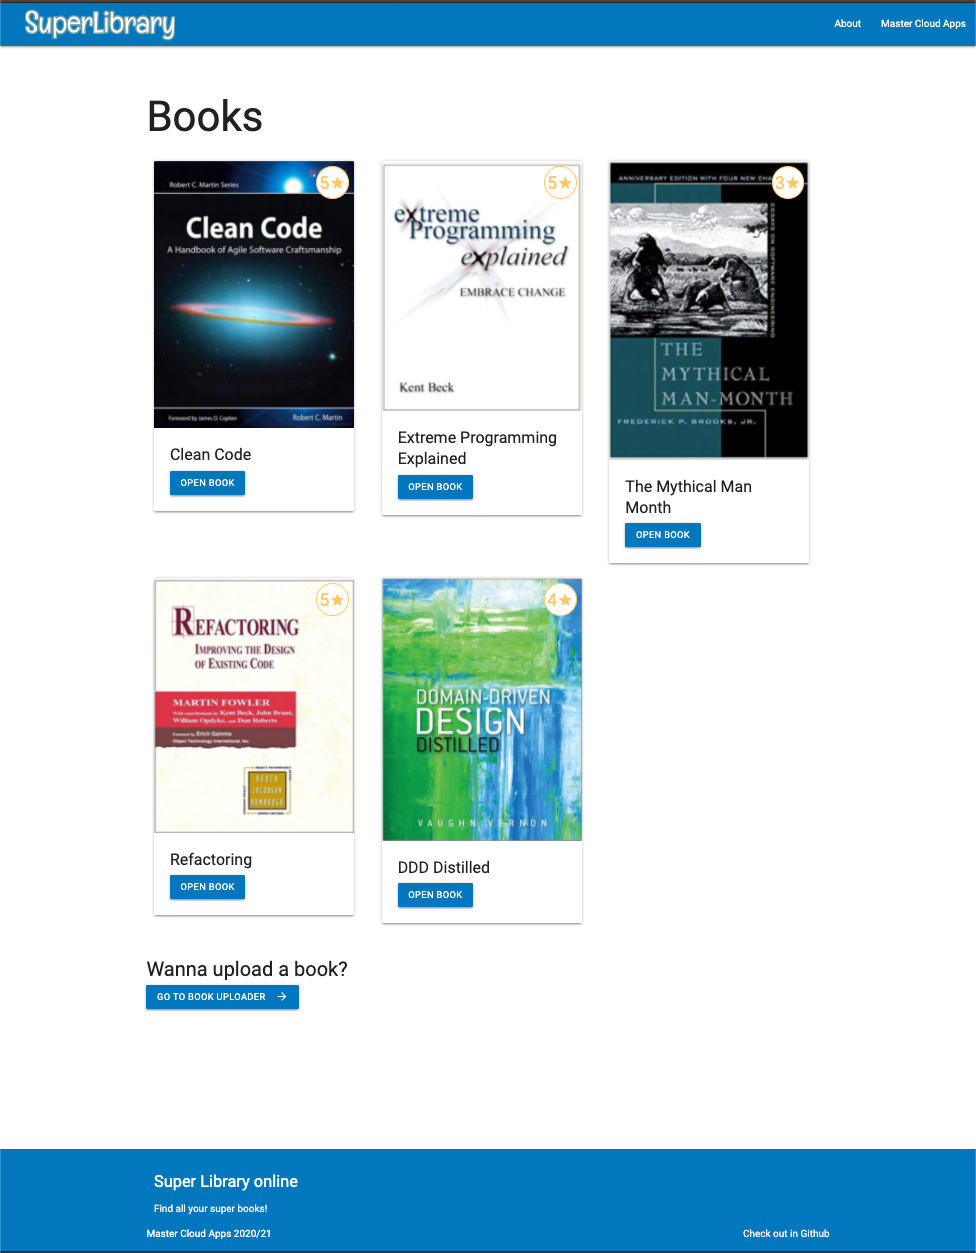 SuperLibrary
About
Master Cloud Apps
Books
Robert C. Martin Series
5★
Clean Code
A Handbook of Agile Software Craftsmanship
Foreword by James O. Coplien
Robert C. Martin
Clean Code
OPEN BOOK
5★
extreme
Programming
explained
EMBRACE CHANGE
Kent Beck
Extreme Programming
Explained
OPEN BOOK
ANNIVERSARY EDITION WITH FOUR NEW
3★
ESSAYS ON SOFTWARE ENGINEERING
THE
MYTHICAL
MAN-MONTH
FREDERICK P. BROOKS, JR.
The Mythical Man
Month
OPEN BOOK
5★
REFACTORING
IMPROVING THE DESIGN
OF EXISTING CODE
MARTIN FOWLER
With contributions by Kent Beck, John Brant,
William Opdyke, and Don Roberts
Foreword by Erich Gamma
Object Technology International, Inc.
BOOCH
JACOBSON
RUMBAUGH
Refactoring
OPEN BOOK
4★
DOMAIN-DRIVEN
DESIGN
DISTILLED
VAUGHN VERNON
DDD Distilled
OPEN BOOK
Wanna upload a book?
GO TO BOOK UPLOADER →
Super Library online
Find all your super books!
Master Cloud Apps 2020/21
Check out in Github